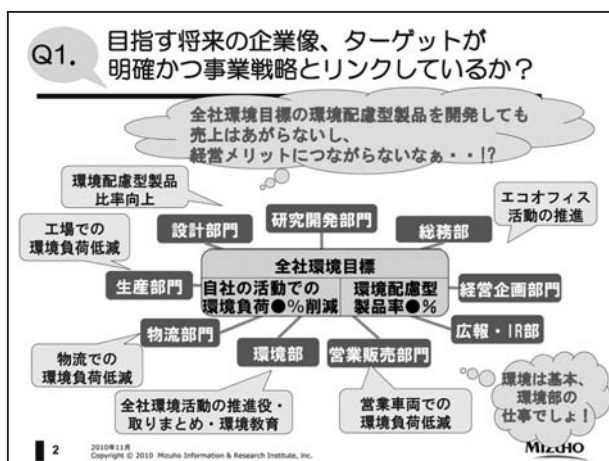 Q1.
目指す将来の企業像、ターゲットが
明確かつ事業戦略とリンクしているか？
全社環境目標の環境配慮型製品を開発しても
売上はあがらないし、
経営メリットにつながらないなぁ・・!?
環境配慮型製品
比率向上
エコオフィス
活動の推進
工場での
環境負荷低減
設計部門
研究開発部門
総務部
全社環境目標
生産部門
自社の活動での
環境負荷●％削減
環境配慮型
製品率●％
経営企画部門
物流部門
環境部
営業販売部門
広報・IR部
物流での
環境負荷低減
全社環境活動の推進役・
取りまとめ・環境教育
営業車両での
環境負荷低減
環境は基本、
環境部の
仕事でしょ！
2
2010年11月
Copyright © 2010 Mizuho Information & Research Institute, Inc.
MIZUHO